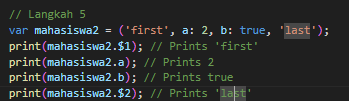 // Langkah 5
var mahasiswa2 = ('first', a: 2, b: true, 'last');
print(mahasiswa2.$1); // Prints 'first'
print(mahasiswa2.a); // Prints 2
print(mahasiswa2.b); // Prints true
print(mahasiswa2.$2); // Prints 'last'